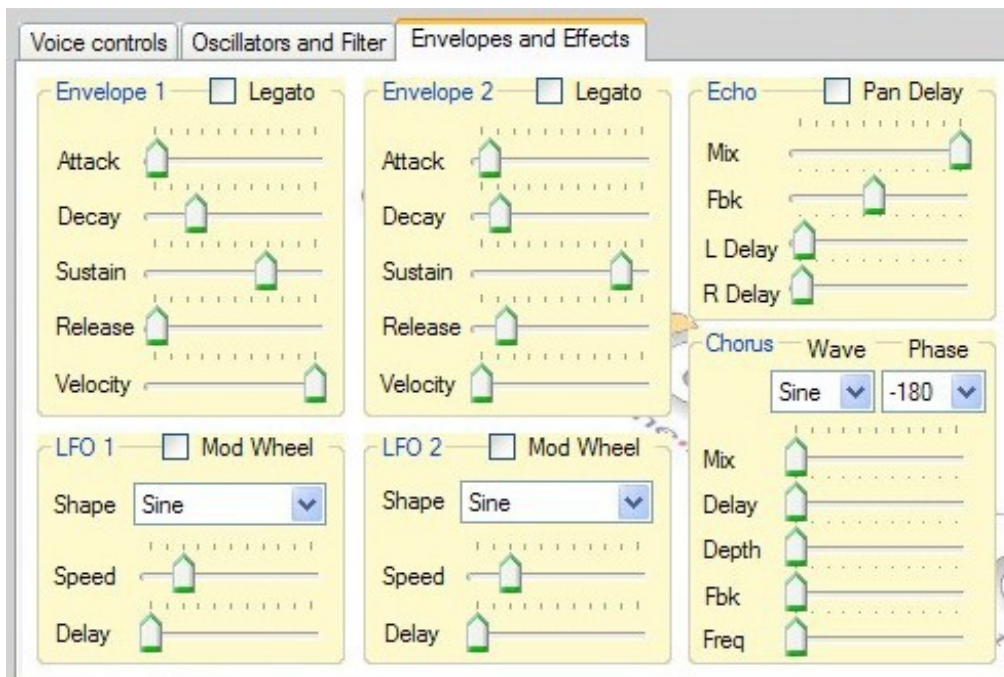 Voice controls
Oscillators and Filter
Envelopes and Effects
Envelope 1
Legato
Attack
Decay
Sustain
Release
Velocity
Envelope 2
Legato
Attack
Decay
Sustain
Release
Velocity
Echo
Pan Delay
Mix
Fbk
L Delay
R Delay
LFO 1
Mod Wheel
Shape
Sine
Speed
Delay
LFO 2
Mod Wheel
Shape
Sine
Speed
Delay
Chorus
Wave
Phase
Sine
-180
Mix
Delay
Depth
Fbk
Freq